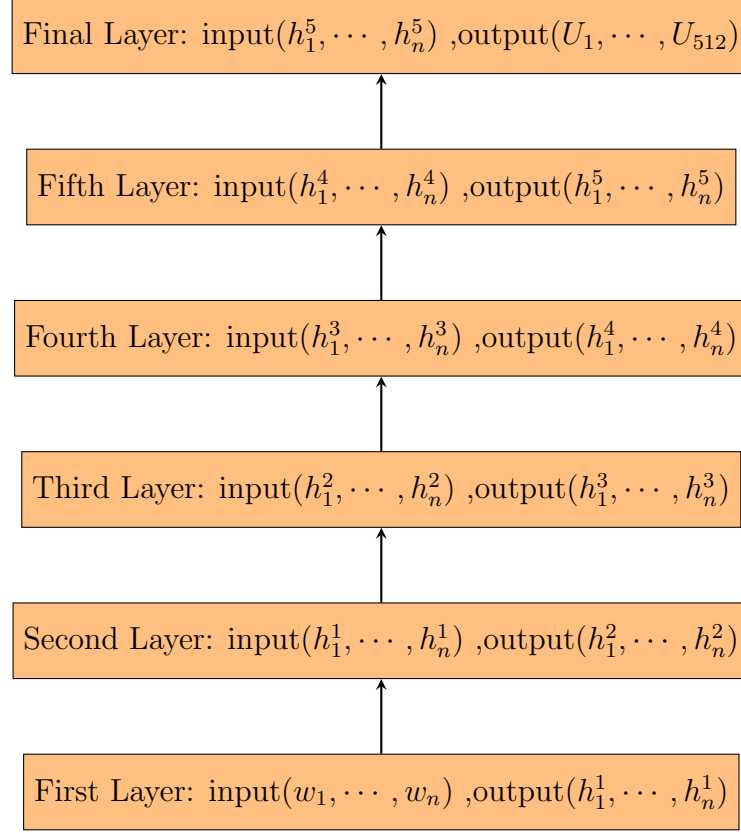 Final Layer: input(h_1^5, ⋯ , h_n^5) ,output(U_1, ⋯ , U_512)
Fifth Layer: input(h_1^4, ⋯ , h_n^4) ,output(h_1^5, ⋯ , h_n^5)
Fourth Layer: input(h_1^3, ⋯ , h_n^3) ,output(h_1^4, ⋯ , h_n^4)
Third Layer: input(h_1^2, ⋯ , h_n^2) ,output(h_1^3, ⋯ , h_n^3)
Second Layer: input(h_1^1, ⋯ , h_n^1) ,output(h_1^2, ⋯ , h_n^2)
First Layer: input(w_1, ⋯ , w_n) ,output(h_1^1, ⋯ , h_n^1)